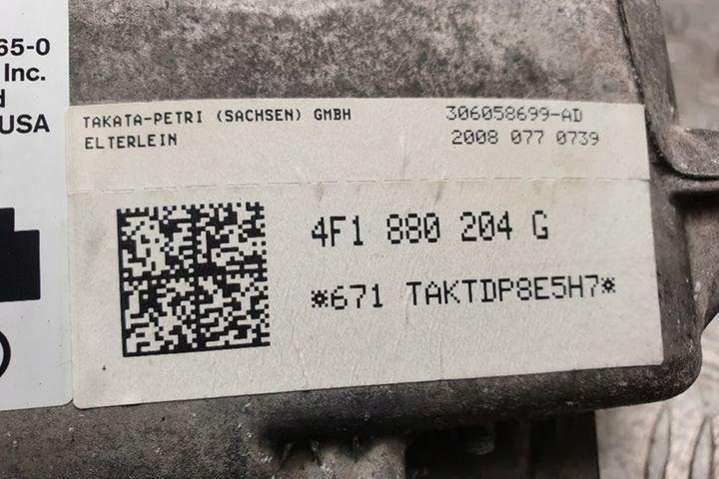 65-0
Inc.
USA
TAKATA-PETRI (SACHSEN) GMBH
ELTERLEIN
306058699-AD
2008 077 0739
4F1 880 204 G
*671 TAKTDP8E5H7*